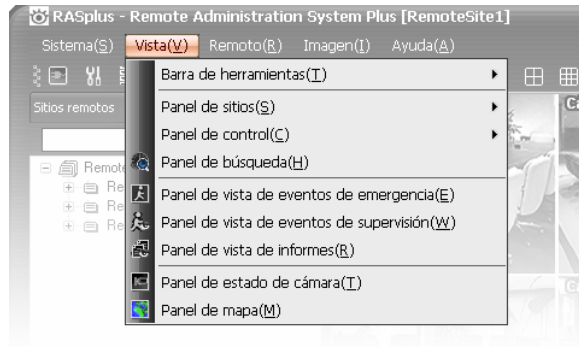 RASplus - Remote Administration System Plus [RemoteSite1]
Sistema(S) Vista(V) Remoto(R) Imagen(I) Ayuda(A)
Barra de herramientas(T)
Sitios remotos
Panel de sitios(S)
Panel de control(C)
Panel de búsqueda(H)
Panel de vista de eventos de emergencia(E)
Panel de vista de eventos de supervisión(W)
Panel de vista de informes(R)
Panel de estado de cámara(T)
Panel de mapa(M)